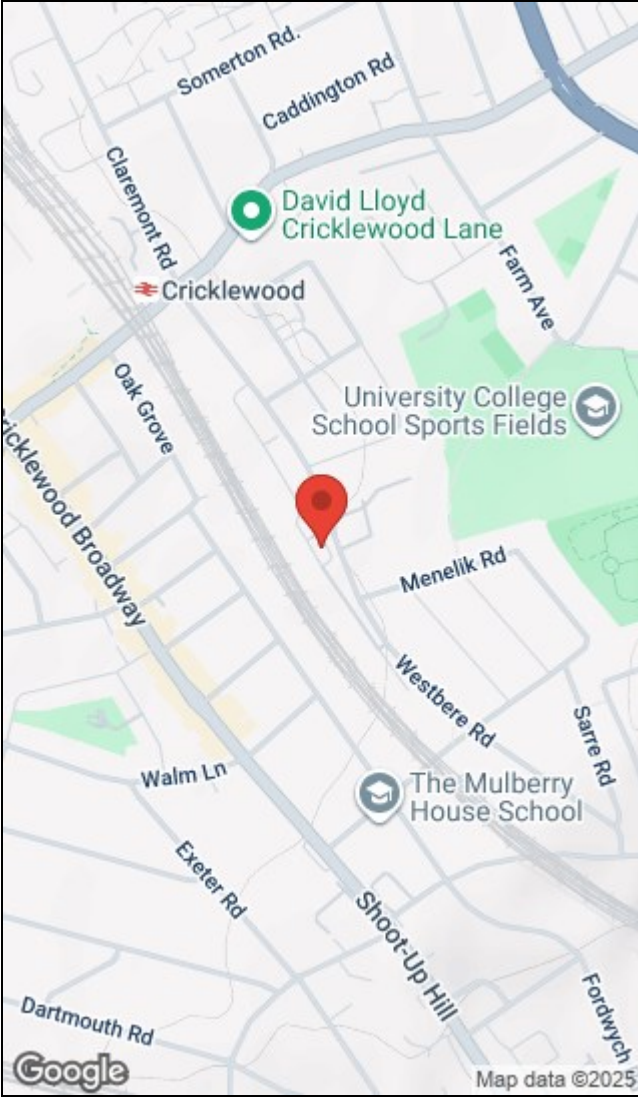 Somerton Rd.
Caddington Rd
Claremont Rd
David Lloyd
Cricklewood Lane
Farm Ave
Cricklewood
Oak Grove
University College
School Sports Fields
Cricklewood Broadway
Menelik Rd
Westbere Rd
Sarre Rd
Walm Ln
The Mulberry
House School
Exeter Rd
Shoot-Up Hill
Fordwych
Dartmouth Rd
Google
Map data ©2025